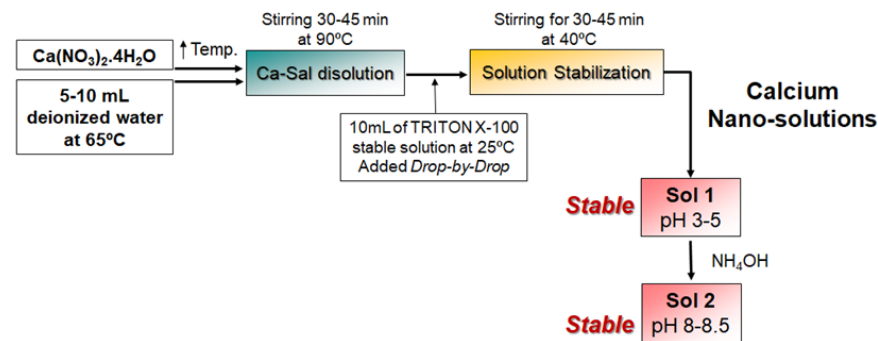 Stirring 30-45 min
at 90ºC
Stirring for 30-45 min
at 40ºC
Ca(NO₃)₂.4H₂O
↑ Temp.
5-10 mL
deionized water
at 65ºC
Ca-Sal disolution
Solution Stabilization
10mL of TRITON X-100
stable solution at 25ºC
Added Drop-by-Drop
Calcium
Nano-solutions
Stable
Sol 1
pH 3-5
NH₄OH
Stable
Sol 2
pH 8-8.5